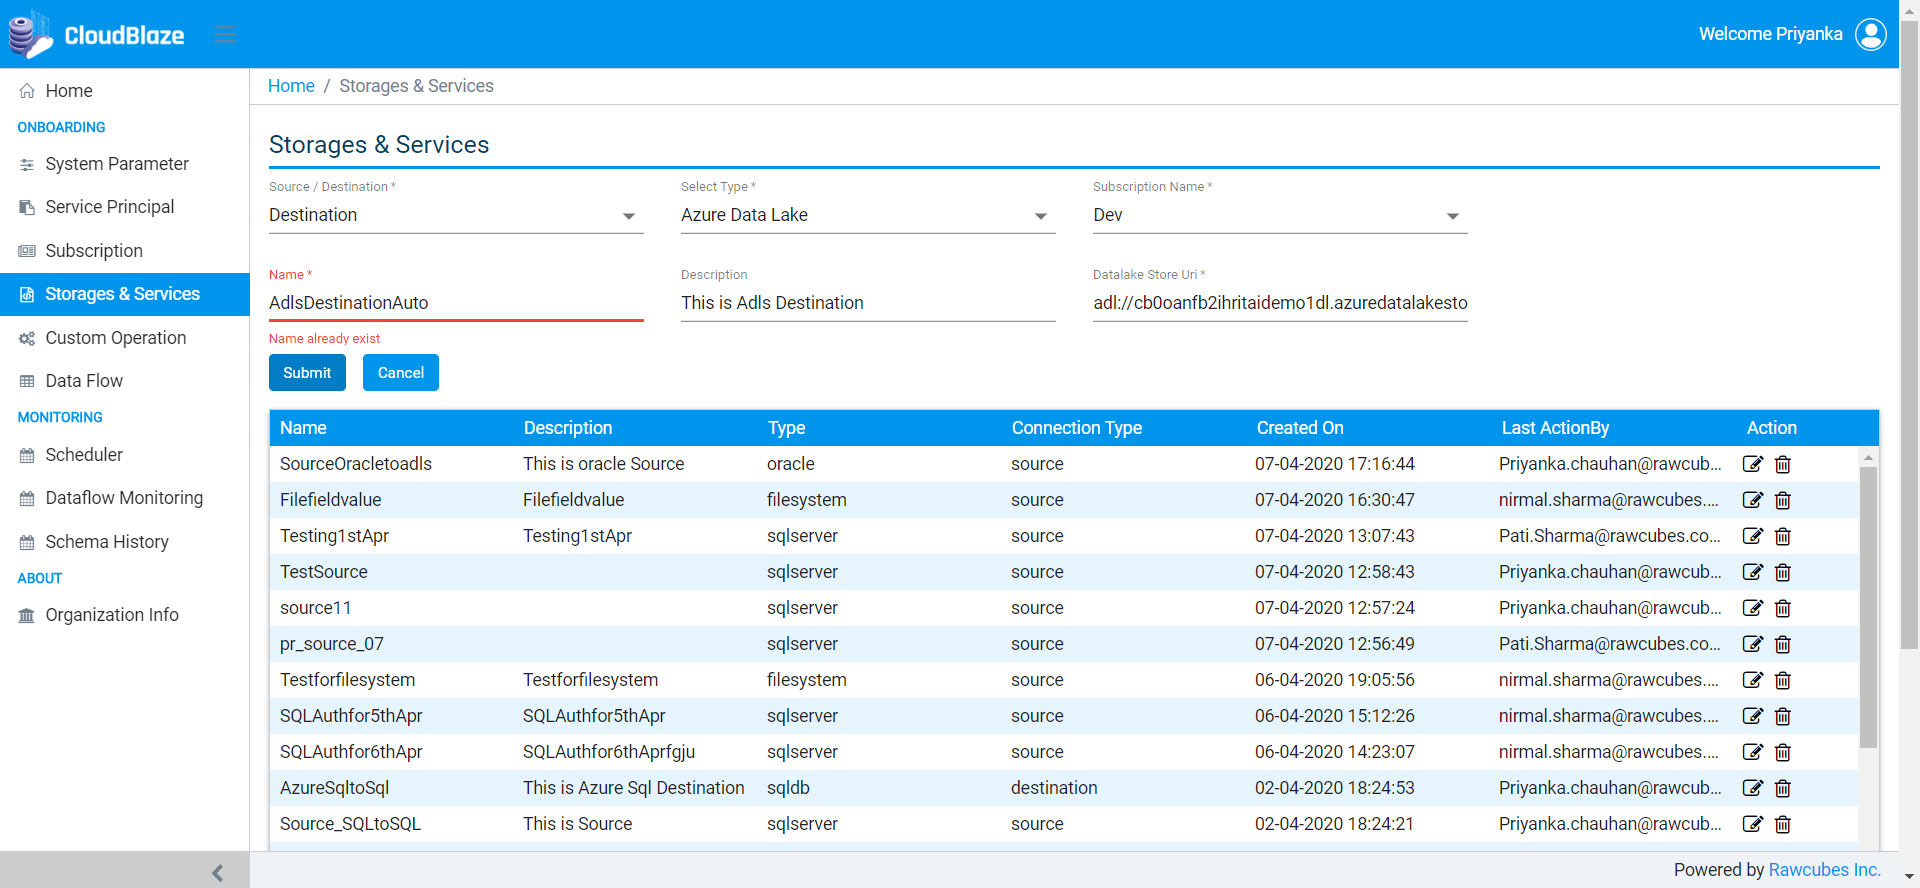 CloudBlaze
Welcome Priyanka
Home
ONBOARDING
System Parameter
Service Principal
Subscription
Storages & Services
Custom Operation
Data Flow
MONITORING
Scheduler
Dataflow Monitoring
Schema History
ABOUT
Organization Info
Home / Storages & Services
Storages & Services
Source / Destination * Select Type * Subscription Name *
Destination Azure Data Lake Dev
Name * Description Datalake Store Uri *
AdlsDestinationAuto This is Adls Destination adl://cb0oanfb2ihritaidemo1dl.azuredatalakesto
Name already exist
Submit Cancel
Name Description Type Connection Type Created On Last ActionBy Action
SourceOracletoadls This is oracle Source oracle source 07-04-2020 17:16:44 Priyanka.chauhan@rawcub...
Filefieldvalue Filefieldvalue filesystem source 07-04-2020 16:30:47 nirmal.sharma@rawcubes....
Testing1stApr Testing1stApr sqlserver source 07-04-2020 13:07:43 Pati.Sharma@rawcubes.co...
TestSource sqlserver source 07-04-2020 12:58:43 Priyanka.chauhan@rawcub...
source11 sqlserver source 07-04-2020 12:57:24 Priyanka.chauhan@rawcub...
pr_source_07 sqlserver source 07-04-2020 12:56:49 Pati.Sharma@rawcubes.co...
Testforfilesystem Testforfilesystem filesystem source 06-04-2020 19:05:56 nirmal.sharma@rawcubes....
SQLAuthfor5thApr SQLAuthfor5thApr sqlserver source 06-04-2020 15:12:26 nirmal.sharma@rawcubes....
SQLAuthfor6thApr SQLAuthfor6thAprfgju sqlserver source 06-04-2020 14:23:07 nirmal.sharma@rawcubes....
AzureSqltoSql This is Azure Sql Destination sqldb destination 02-04-2020 18:24:53 Priyanka.chauhan@rawcub...
Source_SQLtoSQL This is Source sqlserver source 02-04-2020 18:24:21 Priyanka.chauhan@rawcub...
Powered by Rawcubes Inc.